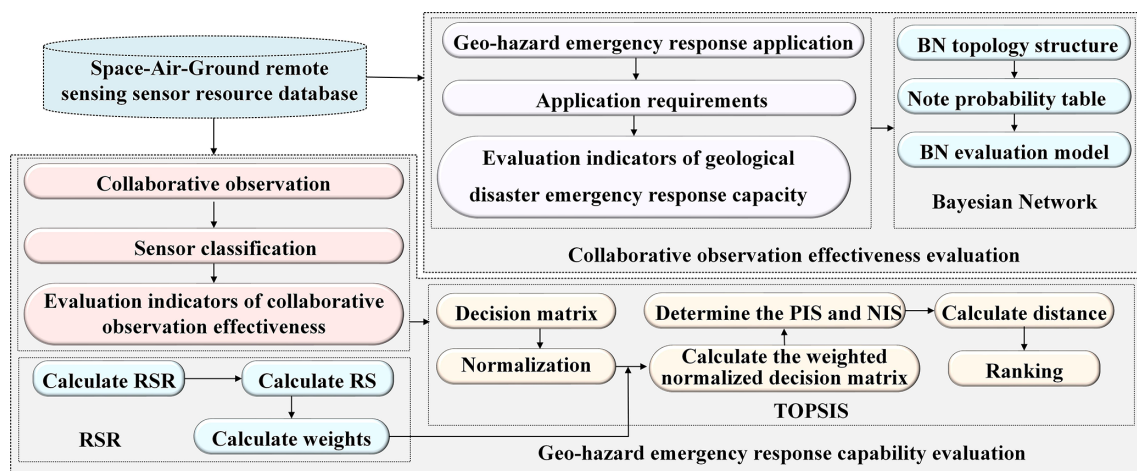 Space-Air-Ground remote
sensing sensor resource database
Geo-hazard emergency response application
Application requirements
Evaluation indicators of geological
disaster emergency response capacity
BN topology structure
Note probability table
BN evaluation model
Bayesian Network
Collaborative observation effectiveness evaluation
Collaborative observation
Sensor classification
Evaluation indicators of collaborative
observation effectiveness
Calculate RSR
Calculate RS
Calculate weights
RSR
Decision matrix
Normalization
Determine the PIS and NIS
Calculate the weighted
normalized decision matrix
Calculate distance
Ranking
TOPSIS
Geo-hazard emergency response capability evaluation